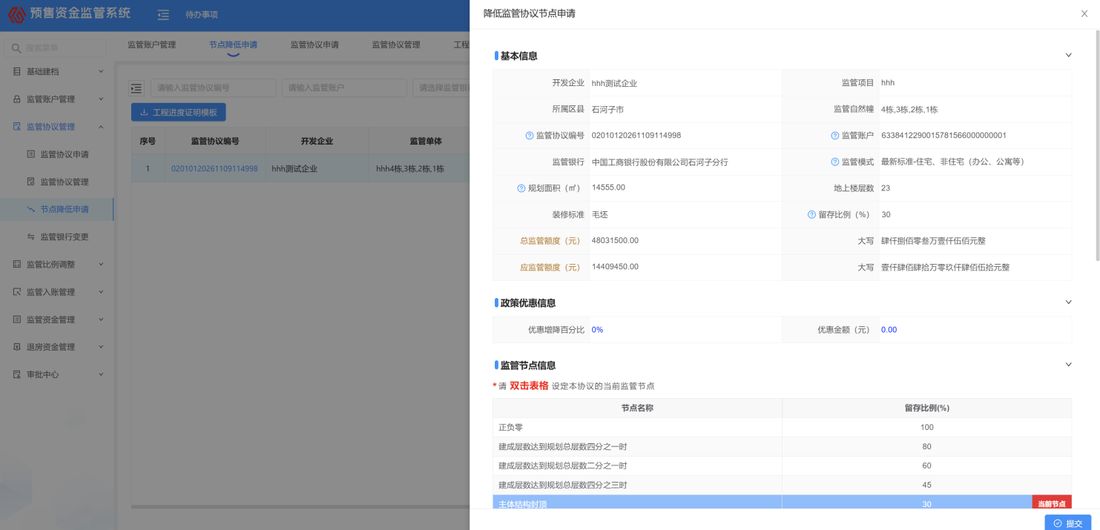 预售资金监管系统
待办事项
搜索菜单
基础建档
监管账户管理
监管协议管理
监管协议申请
监管协议管理
节点降低申请
监管银行变更
监管比例调整
监管入账管理
监管资金管理
退房资金管理
审批中心
监管账户管理 节点降低申请 监管协议申请 监管协议管理 工程
请输入监管协议编号 请输入监管账户 请选择监管银行
工程进度证明模板
序号 监管协议编号 开发企业 监管单体
1 02010120261109114998 hhh测试企业 hhh4栋,3栋,2栋,1栋
降低监管协议节点申请
基本信息
开发企业 hhh测试企业 监管项目 hhh
所属区县 石河子市 监管自然幢 4栋,3栋,2栋,1栋
监管协议编号 02010120261109114998 监管账户 6338412290015781566000000001
监管银行 中国工商银行股份有限公司石河子分行 监管模式 最新标准-住宅、非住宅（办公、公寓等）
规划面积（㎡） 14555.00 地上楼层数 23
装修标准 毛坯 留存比例（%） 30
总监管额度（元） 48031500.00 大写 肆仟捌佰零叁万壹仟伍佰元整
应监管额度（元） 14409450.00 大写 壹仟肆佰肆拾万零玖仟肆佰伍拾元整
政策优惠信息
优惠增降百分比 0% 优惠金额（元） 0.00
监管节点信息
*请 双击表格 设定本协议的当前监管节点
节点名称 留存比例(%)
正负零 100
建成层数达到规划总层数四分之一时 80
建成层数达到规划总层数二分之一时 60
建成层数达到规划总层数四分之三时 45
主体结构封顶 30 当前节点
提交